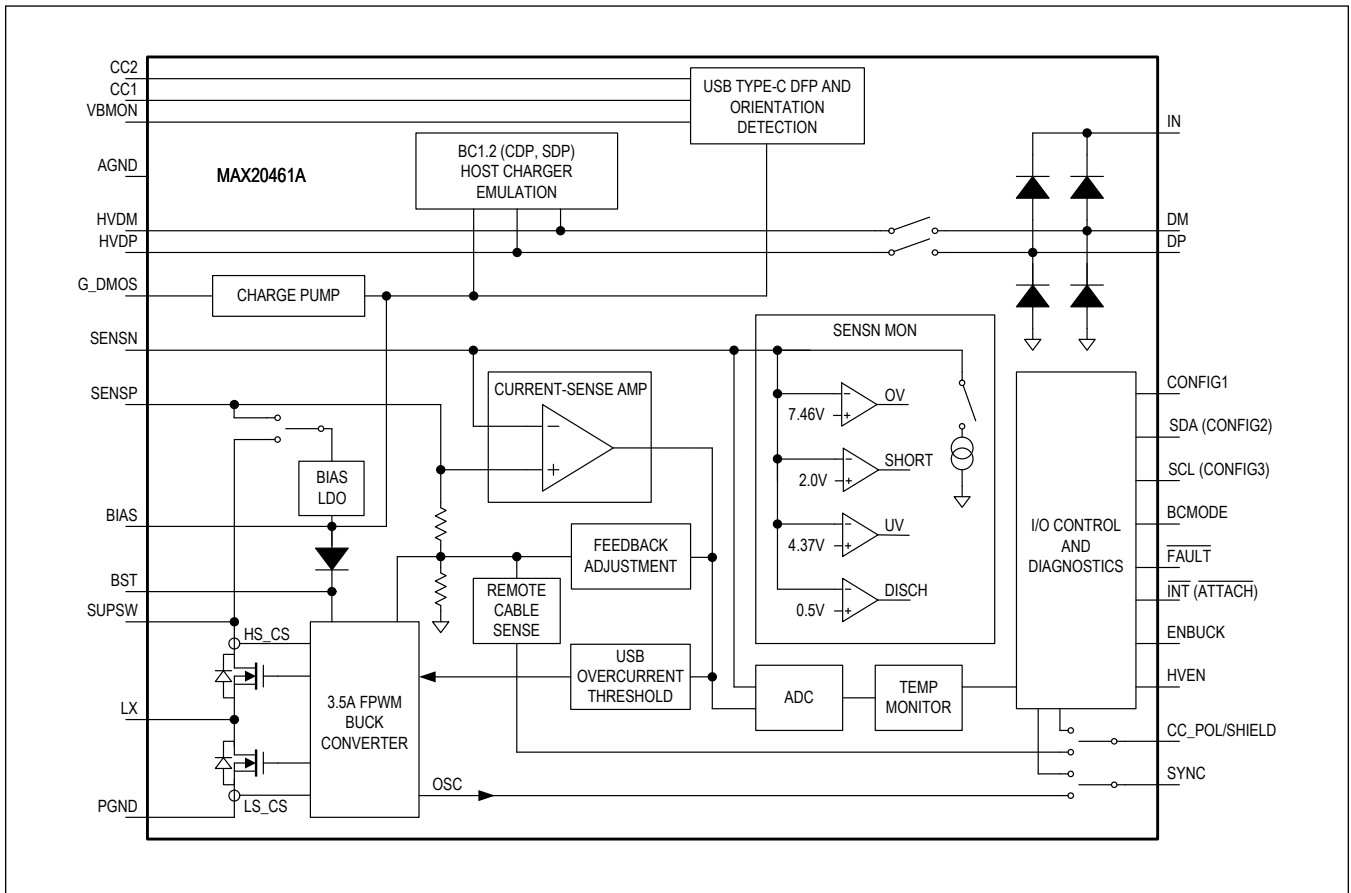 CC2
CC1
VBMON
AGND
HVDM
HVDP
G_DMOS
SENSN
SENSP
BIAS
BST
SUPSW
LX
PGND
MAX20461A
USB TYPE-C DFP AND
ORIENTATION
DETECTION
BC1.2 (CDP, SDP)
HOST CHARGER
EMULATION
CHARGE PUMP
CURRENT-SENSE AMP
−
+
BIAS
LDO
FEEDBACK
ADJUSTMENT
REMOTE
CABLE
SENSE
USB
OVERCURRENT
THRESHOLD
HS_CS
3.5A FPWM
BUCK
CONVERTER
LS_CS
OSC
SENSN MON
−
7.46V +
OV
−
2.0V +
SHORT
−
4.37V +
UV
−
0.5V +
DISCH
ADC
TEMP
MONITOR
I/O CONTROL
AND
DIAGNOSTICS
IN
DM
DP
CONFIG1
SDA (CONFIG2)
SCL (CONFIG3)
BCMODE
FAULT
INT (ATTACH)
ENBUCK
HVEN
CC_POL/SHIELD
SYNC